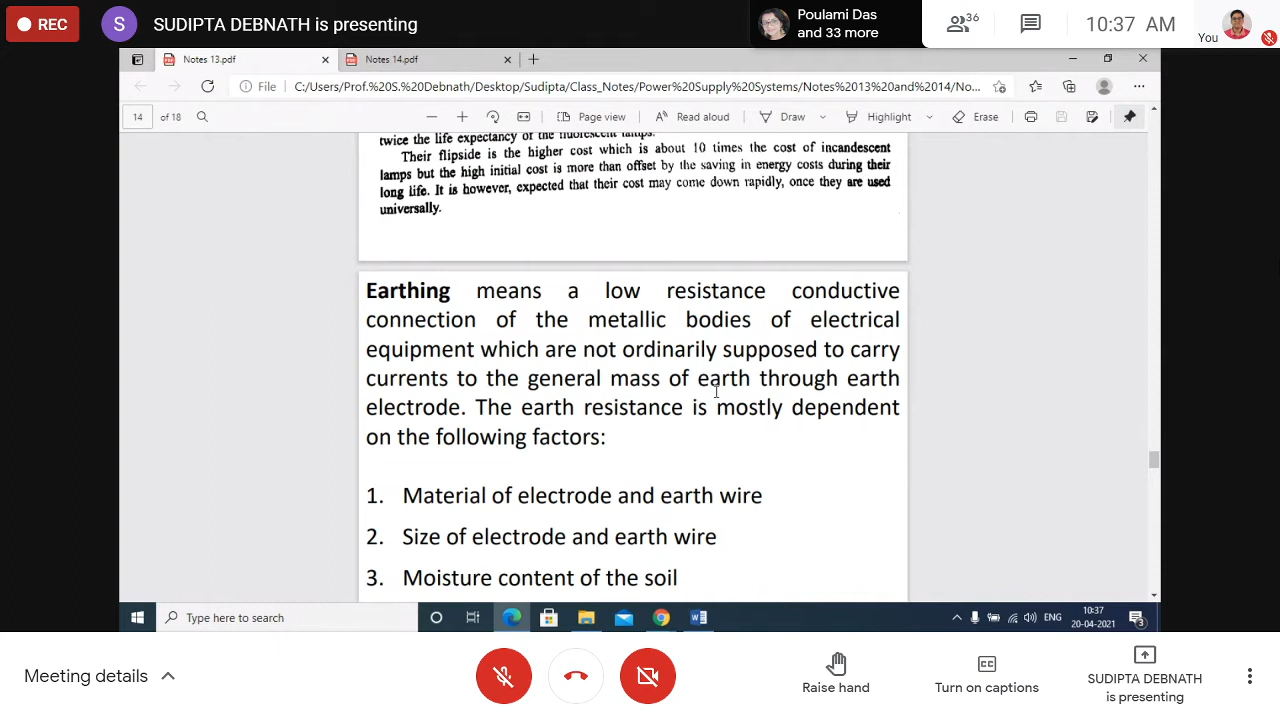 REC
S
SUDIPTA DEBNATH is presenting
Poulami Das
and 33 more
36
10:37 AM
You
Notes 13.pdf
Notes 14.pdf
File
C:/Users/Prof.%20S.%20Debnath/Desktop/Sudipta/Class_Notes/Power%20Supply%20Systems/Notes%2013%20and%2014/No...
14
of 18
Page view
Read aloud
Draw
Highlight
Erase
twice the life expectancy of the fluorescent lamps.
Their flipside is the higher cost which is about 10 times the cost of incandescent
lamps but the high initial cost is more than offset by the saving in energy costs during their
long life. It is however, expected that their cost may come down rapidly, once they are used
universally.
Earthing means a low resistance conductive
connection of the metallic bodies of electrical
equipment which are not ordinarily supposed to carry
currents to the general mass of earth through earth
electrode. The earth resistance is mostly dependent
on the following factors:
1. Material of electrode and earth wire
2. Size of electrode and earth wire
3. Moisture content of the soil
Type here to search
ENG
10:37
20-04-2021
3
Meeting details
Raise hand
Turn on captions
SUDIPTA DEBNATH
is presenting